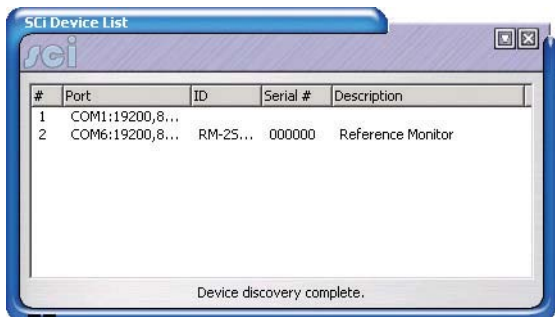 SCi Device List
sci
# Port ID Serial # Description
1 COM1:19200,8...
2 COM6:19200,8... RM-2S... 000000 Reference Monitor
Device discovery complete.